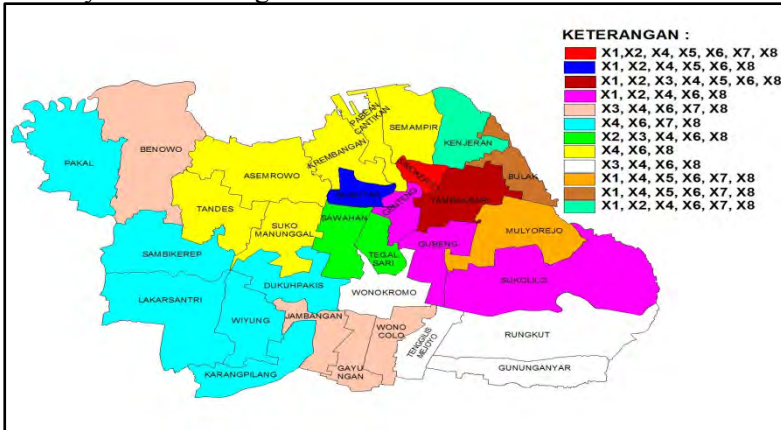 KETERANGAN :
X1,X2, X4, X5, X6, X7, X8
X1, X2, X4, X5, X6, X8
X1, X2, X3, X4, X5, X6, X8
X1, X2, X4, X6, X8
X3, X4, X6, X7, X8
X4, X6, X7, X8
X2, X3, X4, X6, X8
X4, X6, X8
X3, X4, X6, X8
X1, X4, X5, X6, X7, X8
X1, X4, X5, X6, X7, X8
X1, X2, X4, X6, X7, X8
PABEAN
CANTIKAN
SEMAMPIR
KENJERAN
KREMBANGAN
BENOWO
PAKAL
ASEMROWO
BULAK
TANDES
SUKO
MANUNGGAL
SAWAHAN
GENTENG
GUBENG
MULYOREJO
SAMBIKEREP
TEGAL
SARI
DUKUHPAKIS
SUKOLILO
WONOKROMO
LAKARSANTRI
WIYUNG
JAMBANGAN
WONO
COLO
TENGGILIS
MEJOYO
RUNGKUT
GAYU
NGAN
GUNUNGANYAR
KARANGPILANG